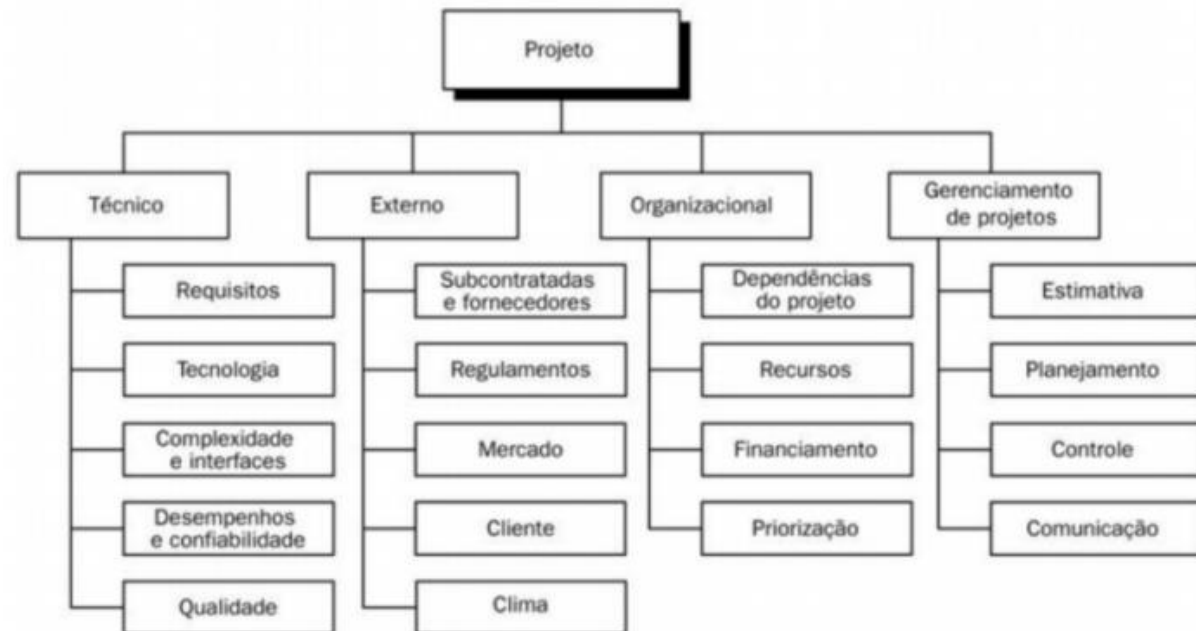 Projeto
Técnico
Externo
Organizacional
Gerenciamento
de projetos
Requisitos
Subcontratadas
e fornecedores
Dependências
do projeto
Estimativa
Tecnologia
Regulamentos
Recursos
Planejamento
Complexidade
e interfaces
Mercado
Financiamento
Controle
Desempenhos
e confiabilidade
Cliente
Priorização
Comunicação
Qualidade
Clima